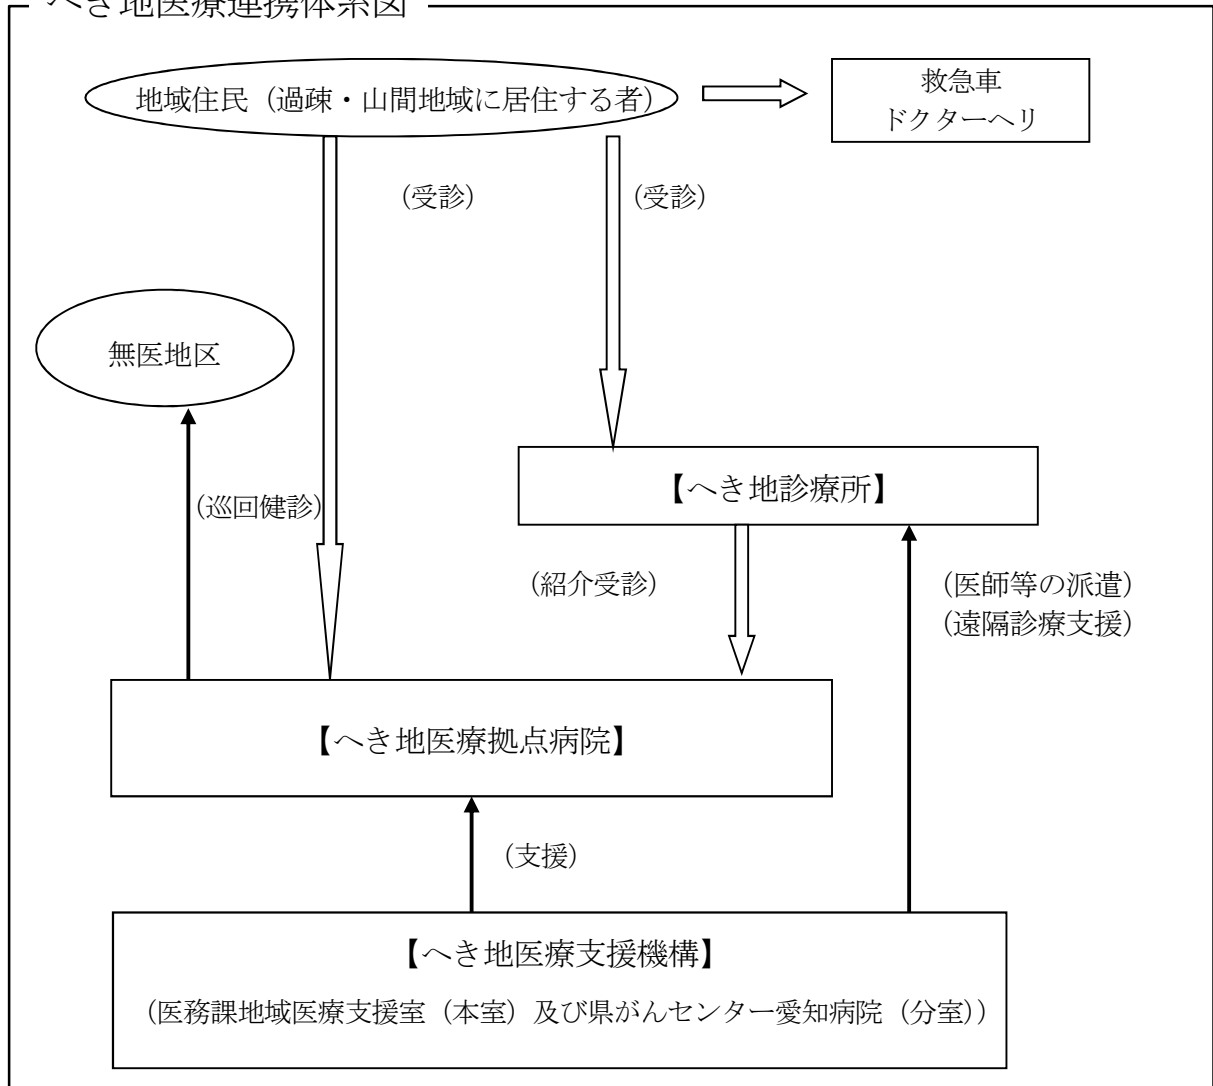 へき地医療連携体系図
地域住民（過疎・山間地域に居住する者）
救急車
ドクターヘリ
（受診）
（受診）
無医地区
【へき地診療所】
（巡回健診）
（紹介受診）
（医師等の派遣）
（遠隔診療支援）
【へき地医療拠点病院】
（支援）
【へき地医療支援機構】
（医務課地域医療支援室（本室）及び県がんセンター愛知病院（分室））